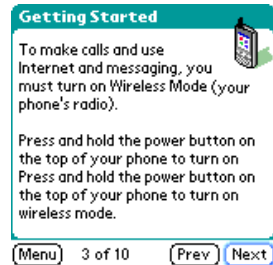 Getting Started
To make calls and use
Internet and messaging, you
must turn on Wireless Mode (your
phone's radio).
Press and hold the power button on
the top of your phone to turn on
Press and hold the power button on
the top of your phone to turn on
wireless mode.
Menu 3 of 10 Prev Next